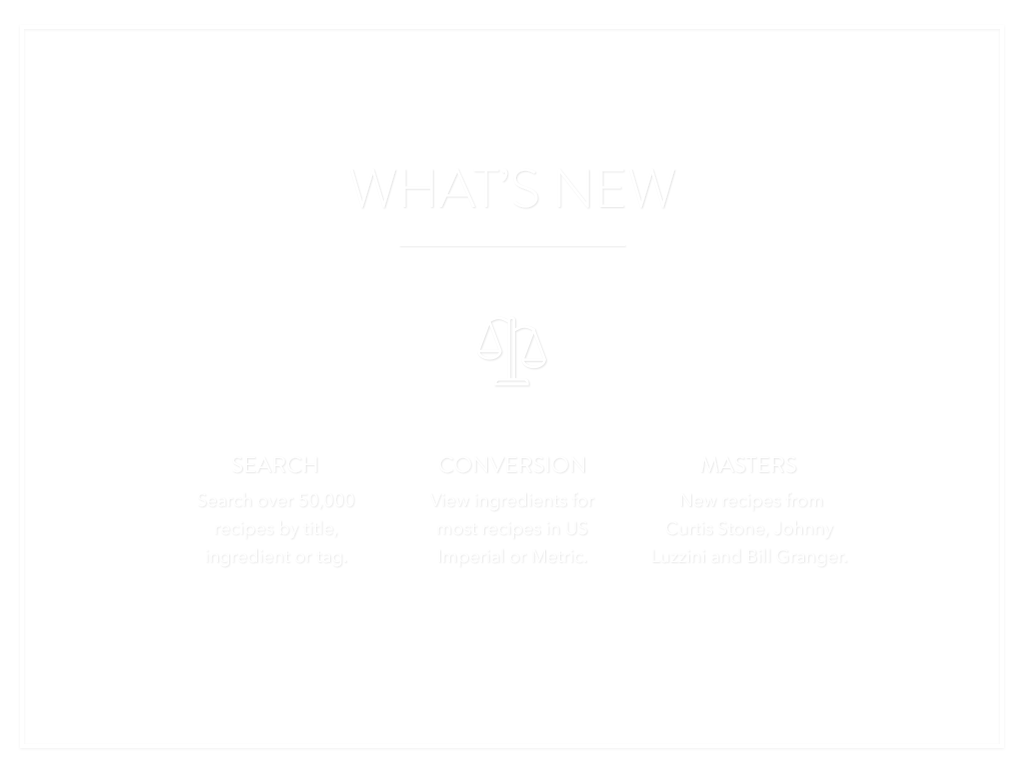 WHAT'S NEW
SEARCH
Search over 50,000
recipes by title,
ingredient or tag.
CONVERSION
View ingredients for
most recipes in US
Imperial or Metric.
MASTERS
New recipes from
Curtis Stone, Johnny
Luzzini and Bill Granger.